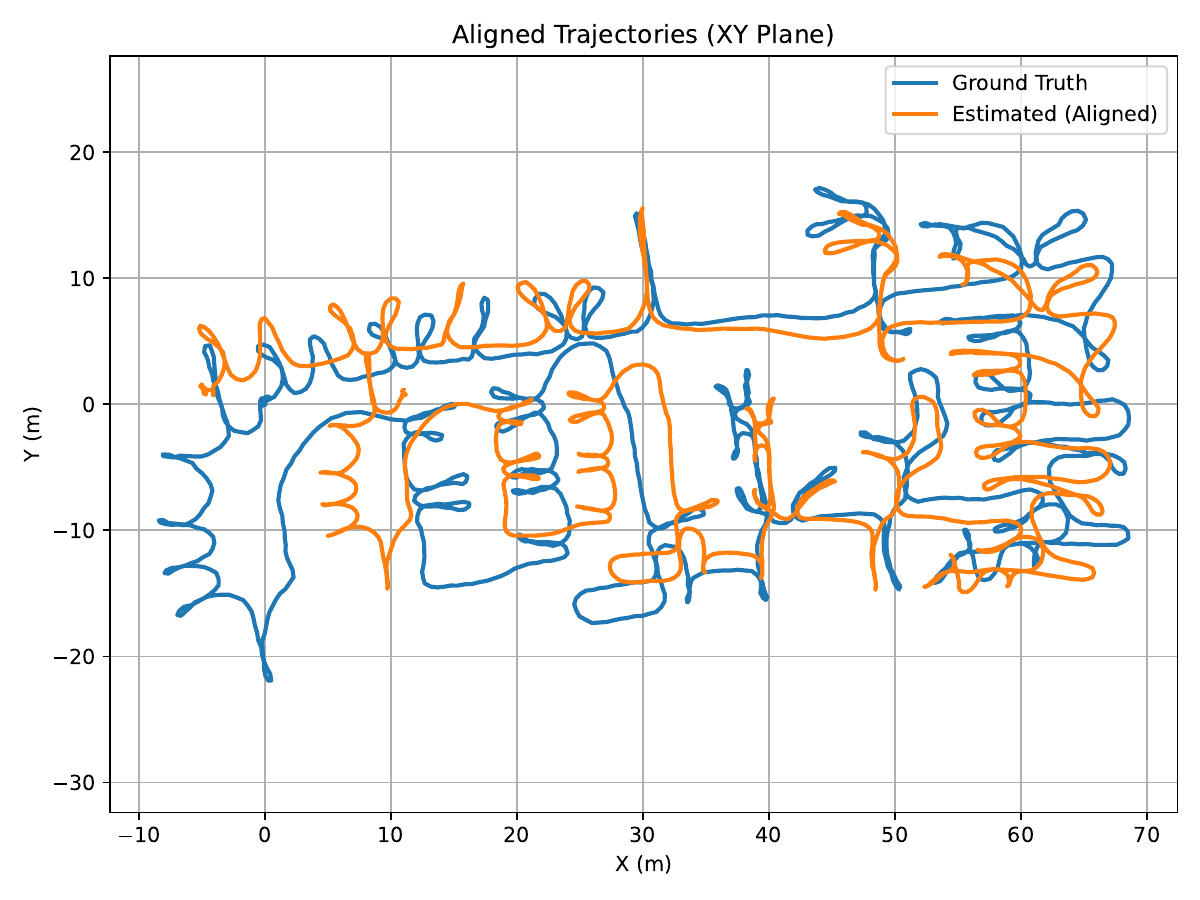 Aligned Trajectories (XY Plane)
Ground Truth
Estimated (Aligned)
20
10
0
−10
−20
−30
Y (m)
−10 0 10 20 30 40 50 60 70
X (m)